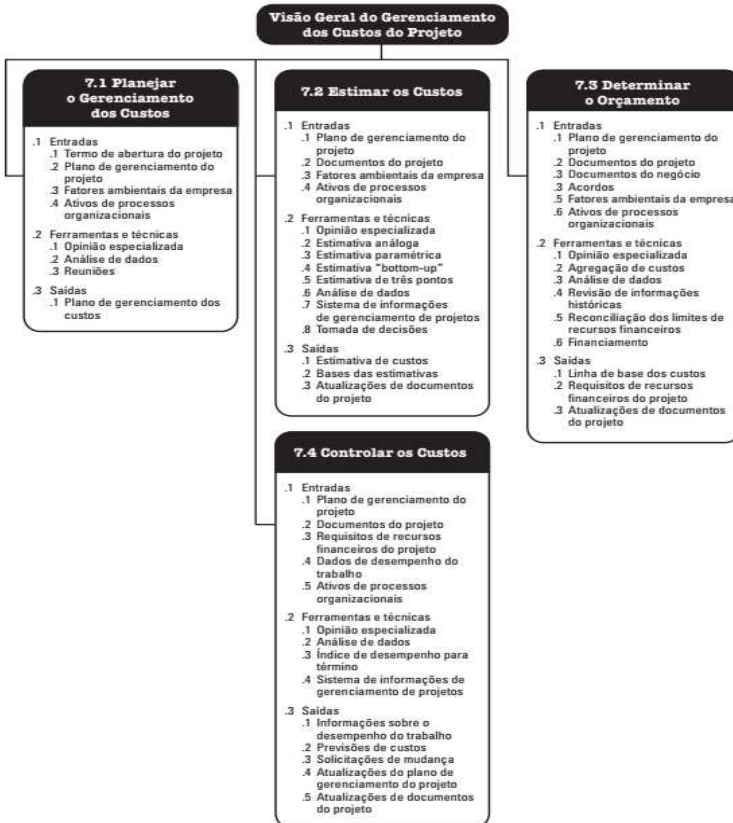 Visão Geral do Gerenciamento
dos Custos do Projeto
7.1 Planejar
o Gerenciamento
dos Custos
.1 Entradas
.1 Termo de abertura do projeto
.2 Plano de gerenciamento do
projeto
.3 Fatores ambientais da empresa
.4 Ativos de processos
organizacionais
.2 Ferramentas e técnicas
.1 Opinião especializada
.2 Análise de dados
.3 Reuniões
.3 Saídas
.1 Plano de gerenciamento dos
custos
7.2 Estimar os Custos
.1 Entradas
.1 Plano de gerenciamento do
projeto
.2 Documentos do projeto
.3 Fatores ambientais da empresa
.4 Ativos de processos
organizacionais
.2 Ferramentas e técnicas
.1 Opinião especializada
.2 Estimativa análoga
.3 Estimativa paramétrica
.4 Estimativa “bottom-up”
.5 Estimativa de três pontos
.6 Análise de dados
.7 Sistema de informações
de gerenciamento de projetos
.8 Tomada de decisões
.3 Saídas
.1 Estimativa de custos
.2 Bases das estimativas
.3 Atualizações de documentos
do projeto
7.3 Determinar
o Orçamento
.1 Entradas
.1 Plano de gerenciamento do
projeto
.2 Documentos do projeto
.3 Documentos do negócio
.3 Acordos
.5 Fatores ambientais da empresa
.6 Ativos de processos
organizacionais
.2 Ferramentas e técnicas
.1 Opinião especializada
.2 Agregação de custos
.3 Análise de dados
.4 Revisão de informações
históricas
.5 Reconciliação dos limites de
recursos financeiros
.6 Financiamento
.3 Saídas
.1 Linha de base dos custos
.2 Requisitos de recursos
financeiros do projeto
.3 Atualizações de documentos
do projeto
7.4 Controlar os Custos
.1 Entradas
.1 Plano de gerenciamento do
projeto
.2 Documentos do projeto
.3 Requisitos de recursos
financeiros do projeto
.4 Dados de desempenho do
trabalho
.5 Ativos de processos
organizacionais
.2 Ferramentas e técnicas
.1 Opinião especializada
.2 Análise de dados
.3 Índice de desempenho para
término
.4 Sistema de informações de
gerenciamento de projetos
.3 Saídas
.1 Informações sobre o
desempenho do trabalho
.2 Previsões de custos
.3 Solicitações de mudança
.4 Atualizações do plano de
gerenciamento do projeto
.5 Atualizações de documentos
do projeto